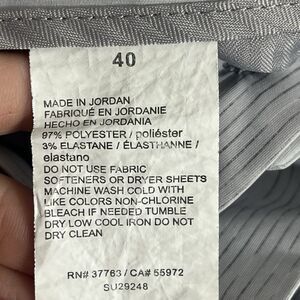 40
MADE IN JORDAN
FABRIQUÉ EN JORDANIE
HECHO EN JORDANIA
97% POLYESTER / poliéster
3% ELASTANE / ÉLASTHANNE /
elastano
DO NOT USE FABRIC
SOFTENERS OR DRYER SHEETS
MACHINE WASH COLD WITH
LIKE COLORS NON-CHLORINE
BLEACH IF NEEDED TUMBLE
DRY LOW COOL IRON DO NOT
DRY CLEAN
RN# 37763 / CA# 55972
SU29248